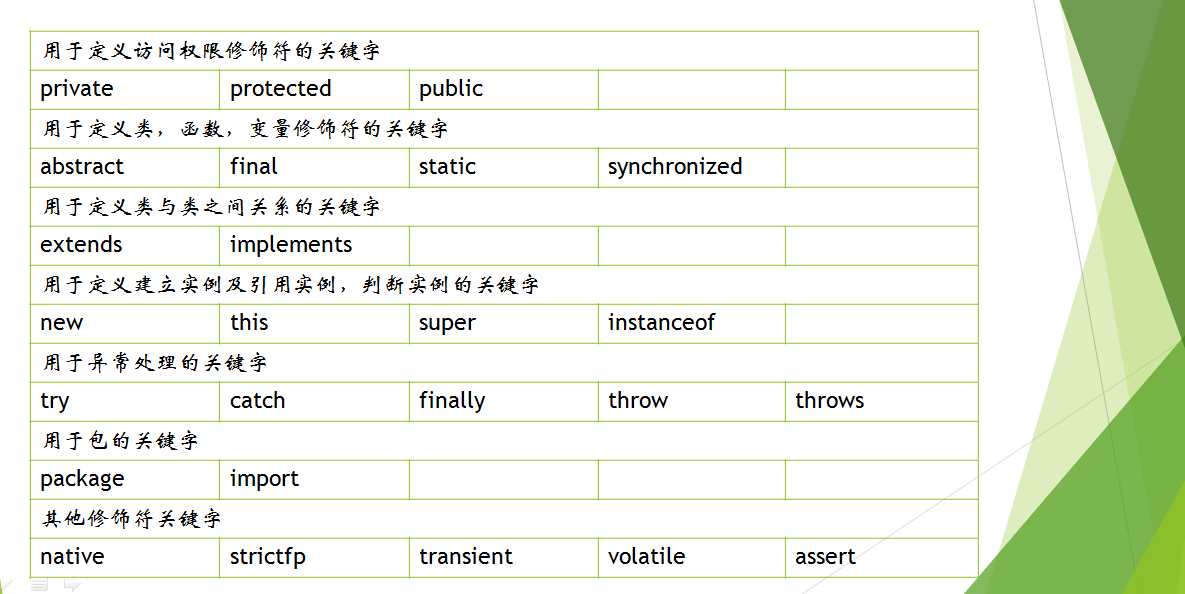 用于定义访问权限修饰符的关键字
private protected public
用于定义类，函数，变量修饰符的关键字
abstract final static synchronized
用于定义类与类之间关系的关键字
extends implements
用于定义建立实例及引用实例，判断实例的关键字
new this super instanceof
用于异常处理的关键字
try catch finally throw throws
用于包的关键字
package import
其他修饰符关键字
native strictfp transient volatile assert